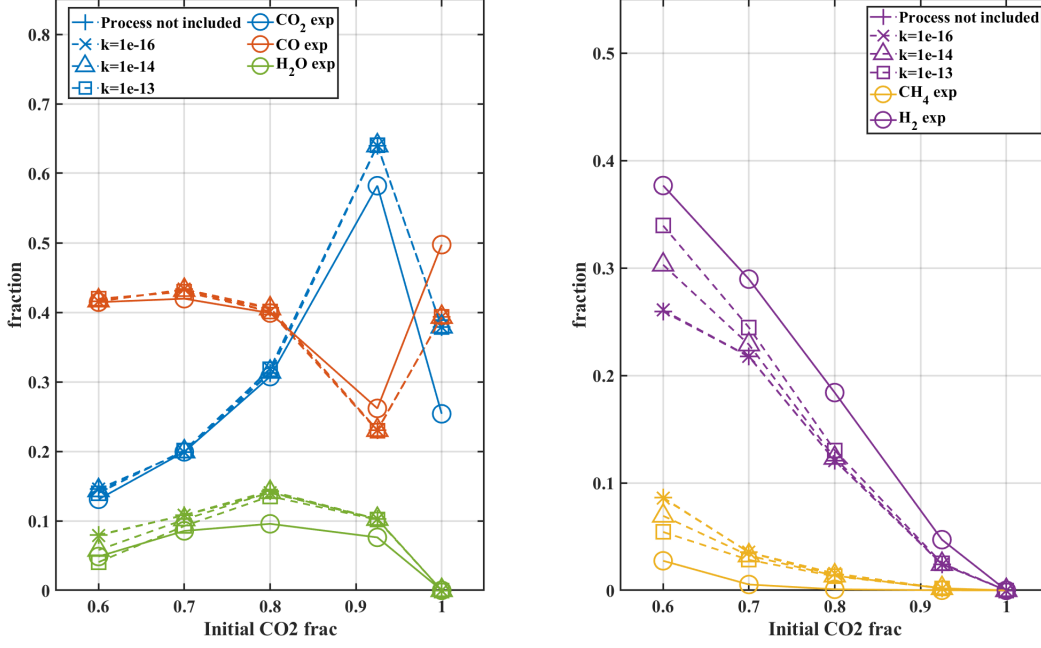 Process not included
k=1e-16
k=1e-14
k=1e-13
CO2 exp
CO exp
H2O exp
0.8
0.7
0.6
0.5
0.4
0.3
0.2
0.1
0
fraction
0.6
0.7
0.8
0.9
1
Initial CO2 frac
Process not included
k=1e-16
k=1e-14
k=1e-13
CH4 exp
H2 exp
0.5
0.4
0.3
0.2
0.1
0
fraction
0.6
0.7
0.8
0.9
1
Initial CO2 frac